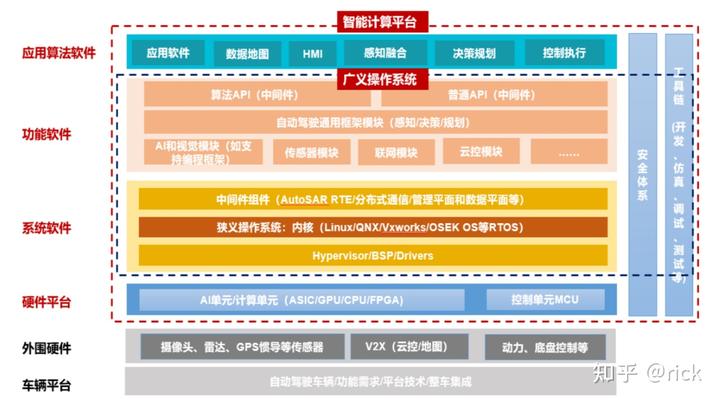 智能计算平台
应用算法软件
应用软件
数据地图
HMI
感知融合
决策规划
控制执行
广义操作系统
功能软件
算法API（中间件）
普通API（中间件）
自动驾驶通用框架模块（感知/决策/规划）
AI和视觉模块（如支
持编程框架）
传感器模块
联网模块
云控模块
……
系统软件
中间件组件（AutoSAR RTE/分布式通信/管理平面和数据平面等）
狭义操作系统：内核（Linux/QNX/Vxworks/OSEK OS等RTOS）
Hypervisor/BSP/Drivers
硬件平台
AI单元/计算单元（ASIC/GPU/CPU/FPGA）
控制单元MCU
安全体系
工具链（开发、仿真、调试、测试等）
外围硬件
摄像头、雷达、GPS惯导等传感器
V2X（云控/地图）
动力、底盘控制等
车辆平台
自动驾驶车辆/功能需求/平台技术/整车集成
知乎 @rick